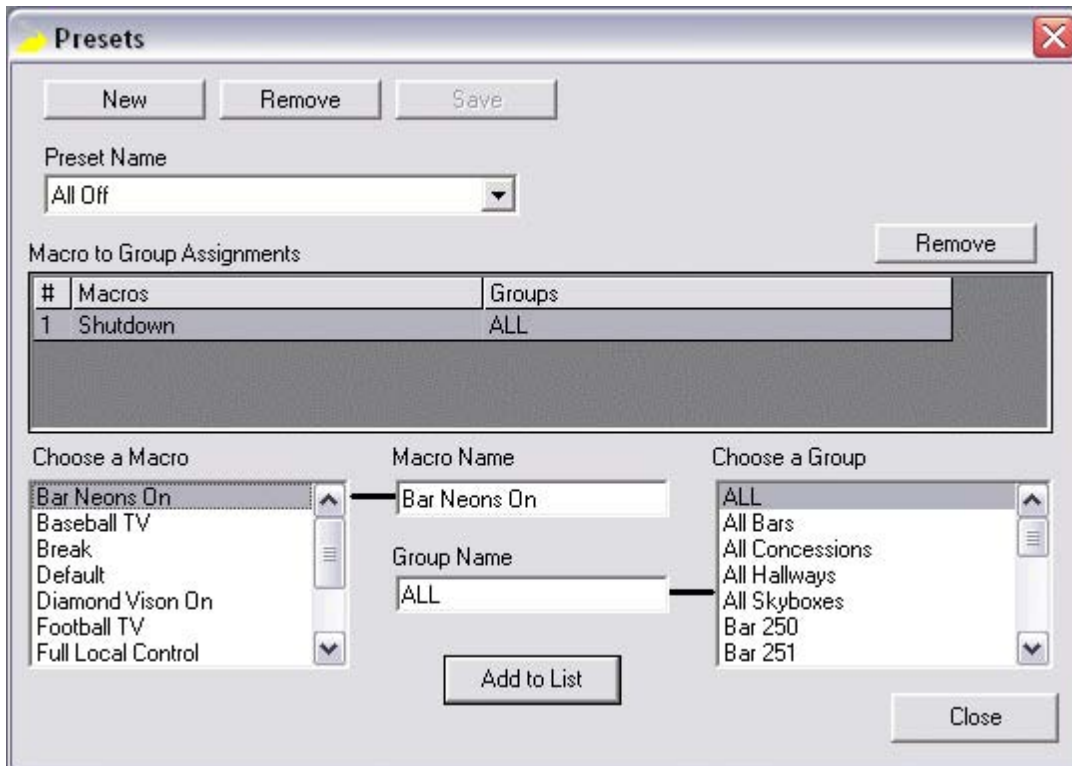 Presets
New Remove Save
Preset Name
All Off
Macro to Group Assignments
Remove
# Macros Groups
1 Shutdown ALL
Choose a Macro
Bar Neons On
Baseball TV
Break
Default
Diamond Vison On
Football TV
Full Local Control
Macro Name
Bar Neons On
Group Name
ALL
Add to List
Choose a Group
ALL
All Bars
All Concessions
All Hallways
All Skyboxes
Bar 250
Bar 251
Close